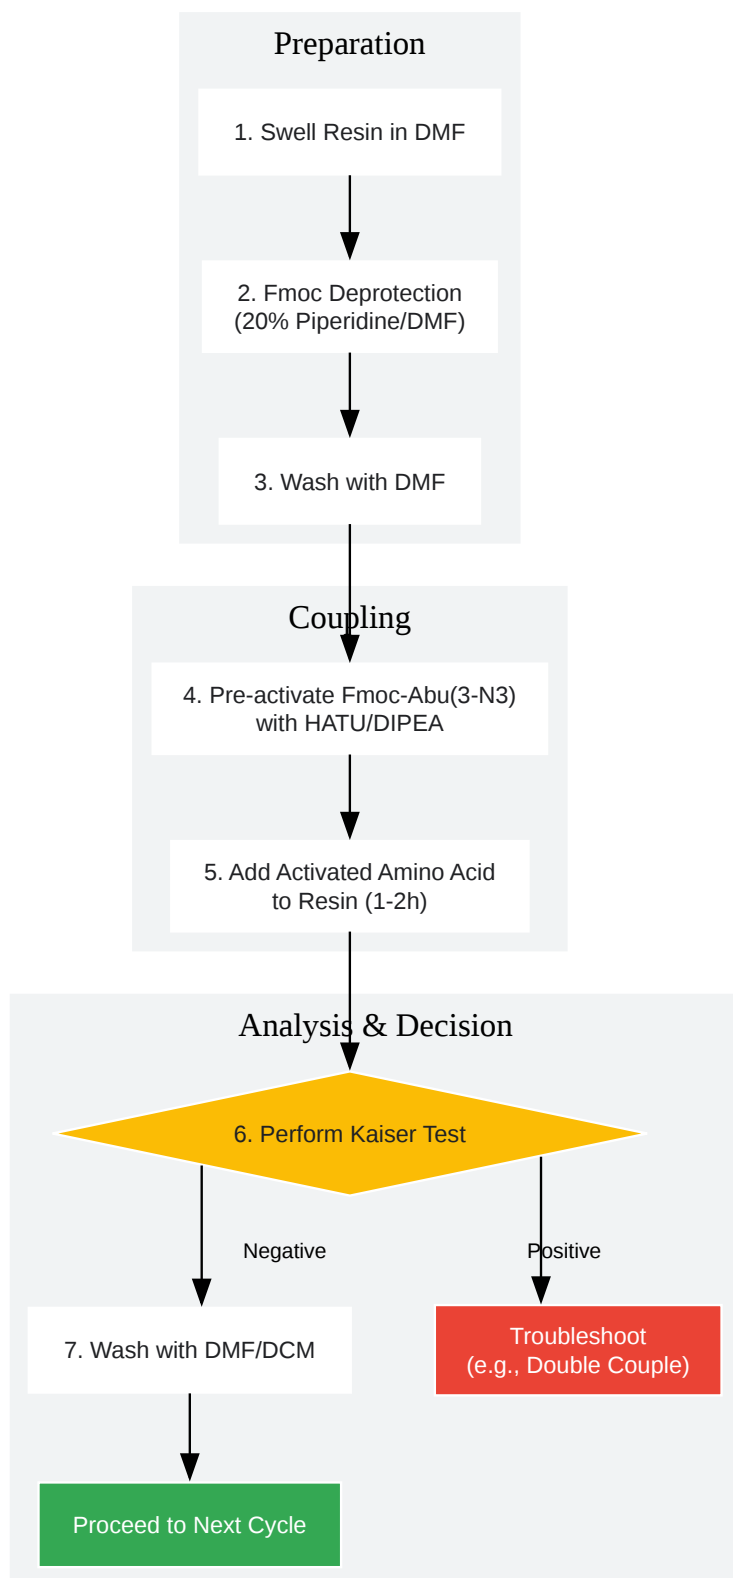 Preparation
1. Swell Resin in DMF
2. Fmoc Deprotection
(20% Piperidine/DMF)
3. Wash with DMF
Coupling
4. Pre-activate Fmoc-Abu(3-N3)
with HATU/DIPEA
5. Add Activated Amino Acid
to Resin (1-2h)
Analysis & Decision
6. Perform Kaiser Test
Negative
Positive
7. Wash with DMF/DCM
Troubleshoot
(e.g., Double Couple)
Proceed to Next Cycle